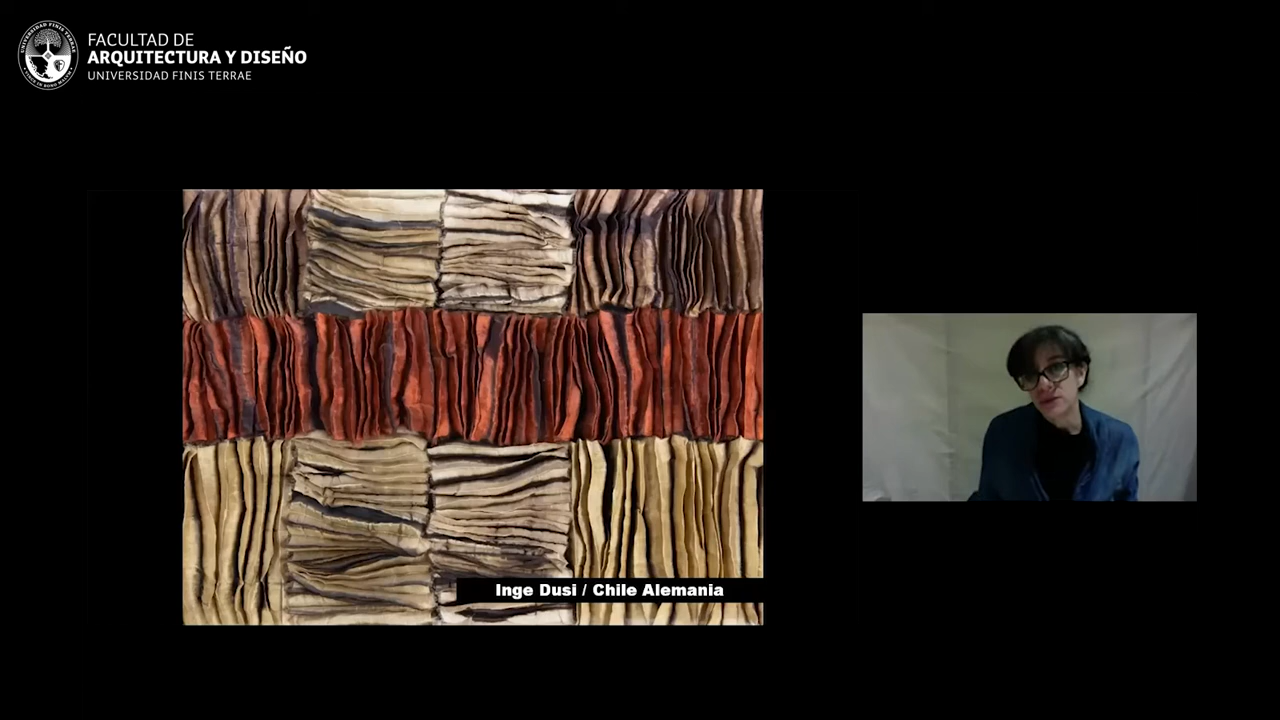 FACULTAD DE
ARQUITECTURA Y DISEÑO
UNIVERSIDAD FINIS TERRAE
Inge Dusi / Chile Alemania